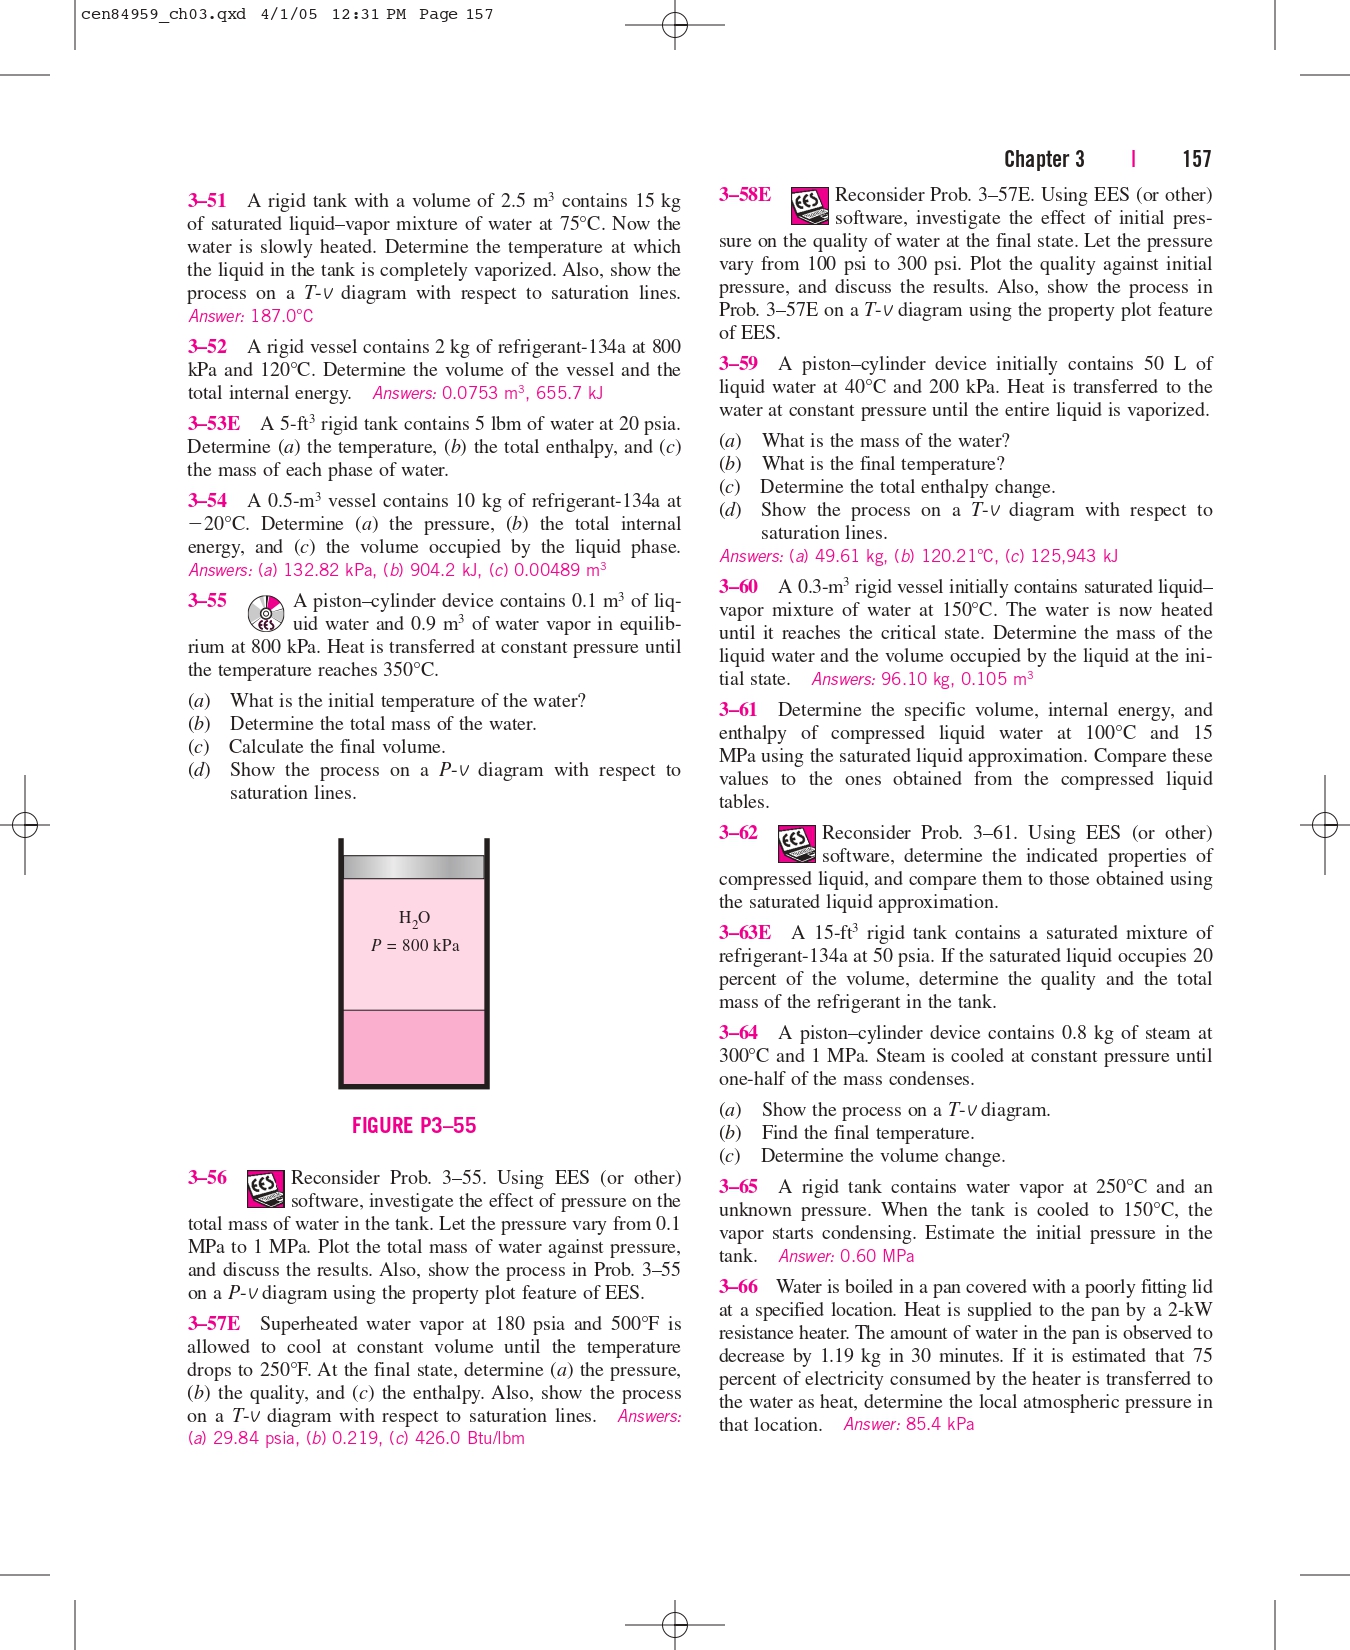 cen84959_ch03.qxd 4/1/05 12:31 PM Page 157
Chapter 3 | 157
3–51 A rigid tank with a volume of 2.5 m³ contains 15 kg
of saturated liquid–vapor mixture of water at 75°C. Now the
water is slowly heated. Determine the temperature at which
the liquid in the tank is completely vaporized. Also, show the
process on a T-v diagram with respect to saturation lines.
Answer: 187.0°C
3–52 A rigid vessel contains 2 kg of refrigerant-134a at 800
kPa and 120°C. Determine the volume of the vessel and the
total internal energy. Answers: 0.0753 m³, 655.7 kJ
3–53E A 5-ft³ rigid tank contains 5 lbm of water at 20 psia.
Determine (a) the temperature, (b) the total enthalpy, and (c)
the mass of each phase of water.
3–54 A 0.5-m³ vessel contains 10 kg of refrigerant-134a at
−20°C. Determine (a) the pressure, (b) the total internal
energy, and (c) the volume occupied by the liquid phase.
Answers: (a) 132.82 kPa, (b) 904.2 kJ, (c) 0.00489 m³
3–55 EES A piston–cylinder device contains 0.1 m³ of liq-
uid water and 0.9 m³ of water vapor in equilib-
rium at 800 kPa. Heat is transferred at constant pressure until
the temperature reaches 350°C.
(a) What is the initial temperature of the water?
(b) Determine the total mass of the water.
(c) Calculate the final volume.
(d) Show the process on a P-v diagram with respect to
saturation lines.
H₂O
P = 800 kPa
FIGURE P3–55
3–56 EES Reconsider Prob. 3–55. Using EES (or other)
software, investigate the effect of pressure on the
total mass of water in the tank. Let the pressure vary from 0.1
MPa to 1 MPa. Plot the total mass of water against pressure,
and discuss the results. Also, show the process in Prob. 3–55
on a P-v diagram using the property plot feature of EES.
3–57E Superheated water vapor at 180 psia and 500°F is
allowed to cool at constant volume until the temperature
drops to 250°F. At the final state, determine (a) the pressure,
(b) the quality, and (c) the enthalpy. Also, show the process
on a T-v diagram with respect to saturation lines. Answers:
(a) 29.84 psia, (b) 0.219, (c) 426.0 Btu/lbm
3–58E EES Reconsider Prob. 3–57E. Using EES (or other)
software, investigate the effect of initial pres-
sure on the quality of water at the final state. Let the pressure
vary from 100 psi to 300 psi. Plot the quality against initial
pressure, and discuss the results. Also, show the process in
Prob. 3–57E on a T-v diagram using the property plot feature
of EES.
3–59 A piston–cylinder device initially contains 50 L of
liquid water at 40°C and 200 kPa. Heat is transferred to the
water at constant pressure until the entire liquid is vaporized.
(a) What is the mass of the water?
(b) What is the final temperature?
(c) Determine the total enthalpy change.
(d) Show the process on a T-v diagram with respect to
saturation lines.
Answers: (a) 49.61 kg, (b) 120.21°C, (c) 125,943 kJ
3–60 A 0.3-m³ rigid vessel initially contains saturated liquid–
vapor mixture of water at 150°C. The water is now heated
until it reaches the critical state. Determine the mass of the
liquid water and the volume occupied by the liquid at the ini-
tial state. Answers: 96.10 kg, 0.105 m³
3–61 Determine the specific volume, internal energy, and
enthalpy of compressed liquid water at 100°C and 15
MPa using the saturated liquid approximation. Compare these
values to the ones obtained from the compressed liquid
tables.
3–62 EES Reconsider Prob. 3–61. Using EES (or other)
software, determine the indicated properties of
compressed liquid, and compare them to those obtained using
the saturated liquid approximation.
3–63E A 15-ft³ rigid tank contains a saturated mixture of
refrigerant-134a at 50 psia. If the saturated liquid occupies 20
percent of the volume, determine the quality and the total
mass of the refrigerant in the tank.
3–64 A piston–cylinder device contains 0.8 kg of steam at
300°C and 1 MPa. Steam is cooled at constant pressure until
one-half of the mass condenses.
(a) Show the process on a T-v diagram.
(b) Find the final temperature.
(c) Determine the volume change.
3–65 A rigid tank contains water vapor at 250°C and an
unknown pressure. When the tank is cooled to 150°C, the
vapor starts condensing. Estimate the initial pressure in the
tank. Answer: 0.60 MPa
3–66 Water is boiled in a pan covered with a poorly fitting lid
at a specified location. Heat is supplied to the pan by a 2-kW
resistance heater. The amount of water in the pan is observed to
decrease by 1.19 kg in 30 minutes. If it is estimated that 75
percent of electricity consumed by the heater is transferred to
the water as heat, determine the local atmospheric pressure in
that location. Answer: 85.4 kPa